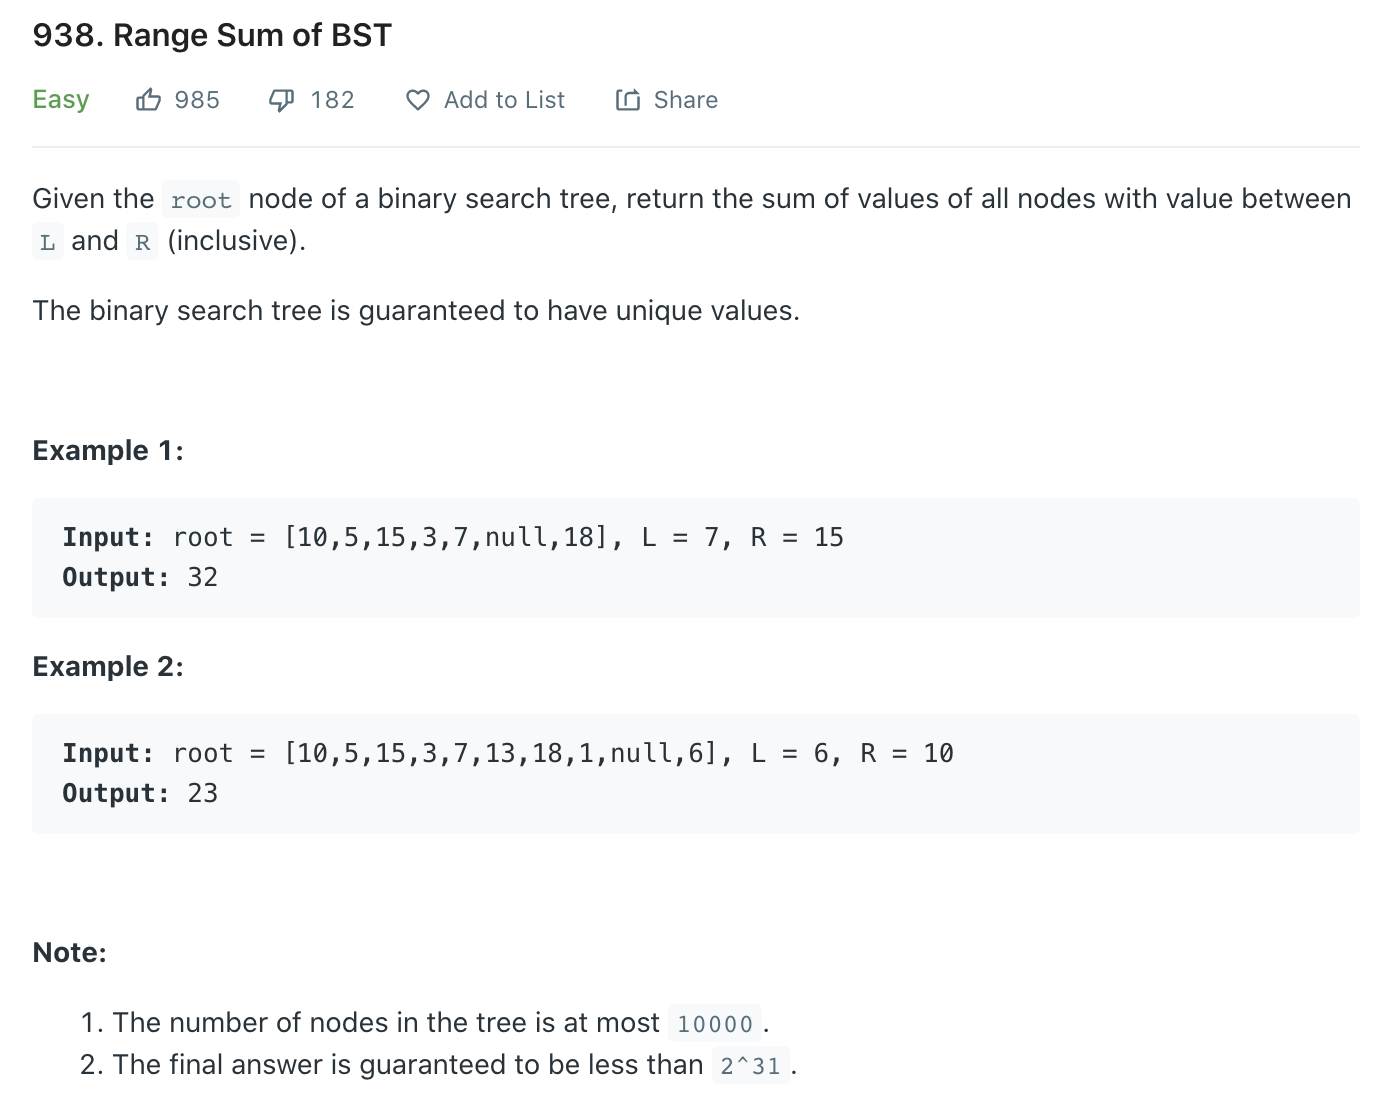 938. Range Sum of BST
Easy 985 182 Add to List Share
Given the root node of a binary search tree, return the sum of values of all nodes with value between
L and R (inclusive).
The binary search tree is guaranteed to have unique values.
Example 1:
Input: root = [10,5,15,3,7,null,18], L = 7, R = 15
Output: 32
Example 2:
Input: root = [10,5,15,3,7,13,18,1,null,6], L = 6, R = 10
Output: 23
Note:
1. The number of nodes in the tree is at most 10000.
2. The final answer is guaranteed to be less than 2^31.